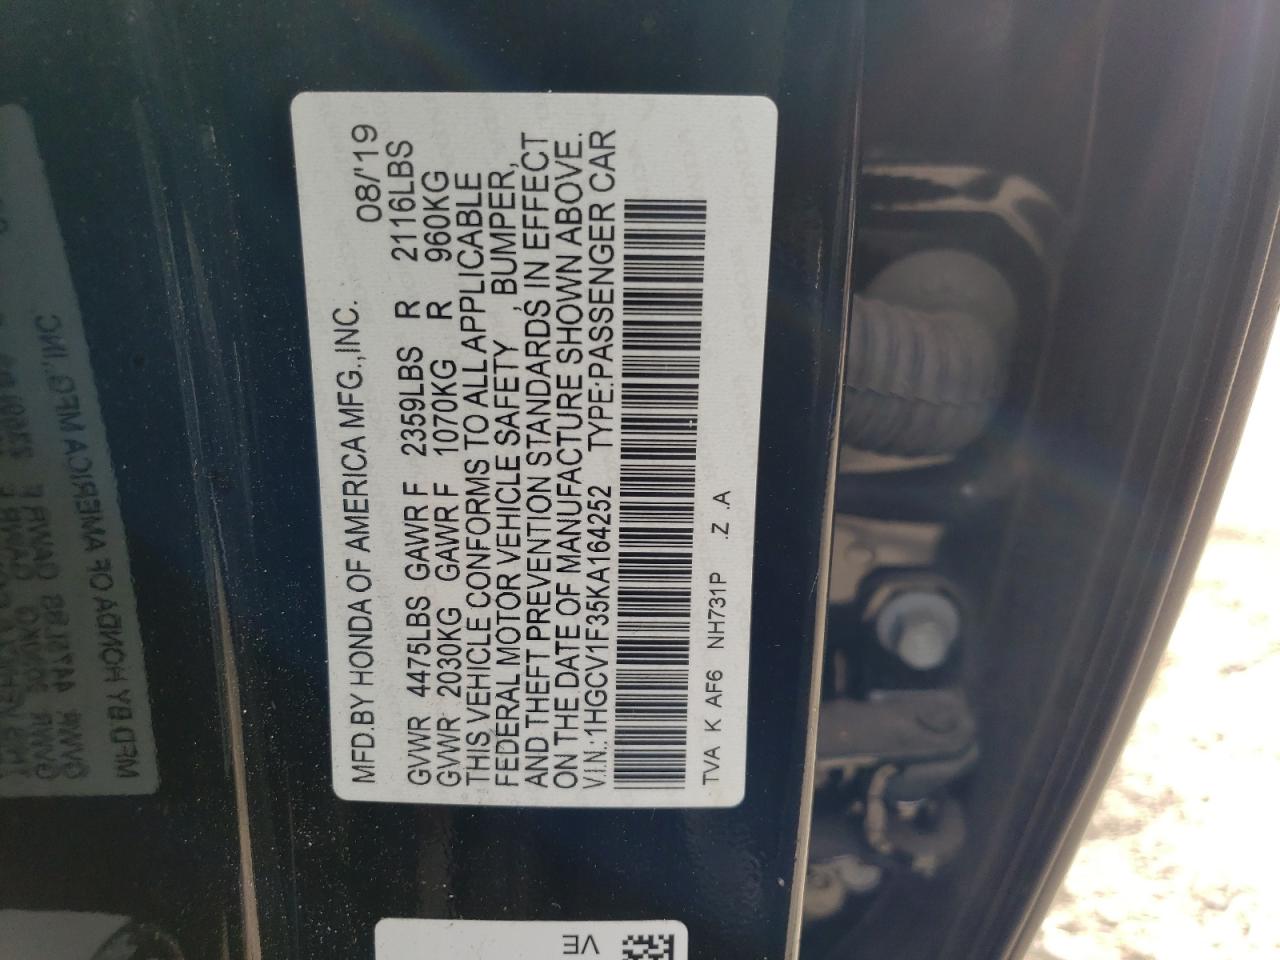 MFD.BY HONDA OF AMERICA MFG.,INC. 08/'19
GVWR 4475LBS GAWR F 2359LBS R 2116LBS
GVWR 2030KG GAWR F 1070KG R 960KG
THIS VEHICLE CONFORMS TO ALL APPLICABLE
FEDERAL MOTOR VEHICLE SAFETY , BUMPER,
AND THEFT PREVENTION STANDARDS IN EFFECT
ON THE DATE OF MANUFACTURE SHOWN ABOVE.
V.I.N.:1HGCV1F35KA164252 TYPE:PASSENGER CAR
TVA K AF6 NH731P .Z .A
VE